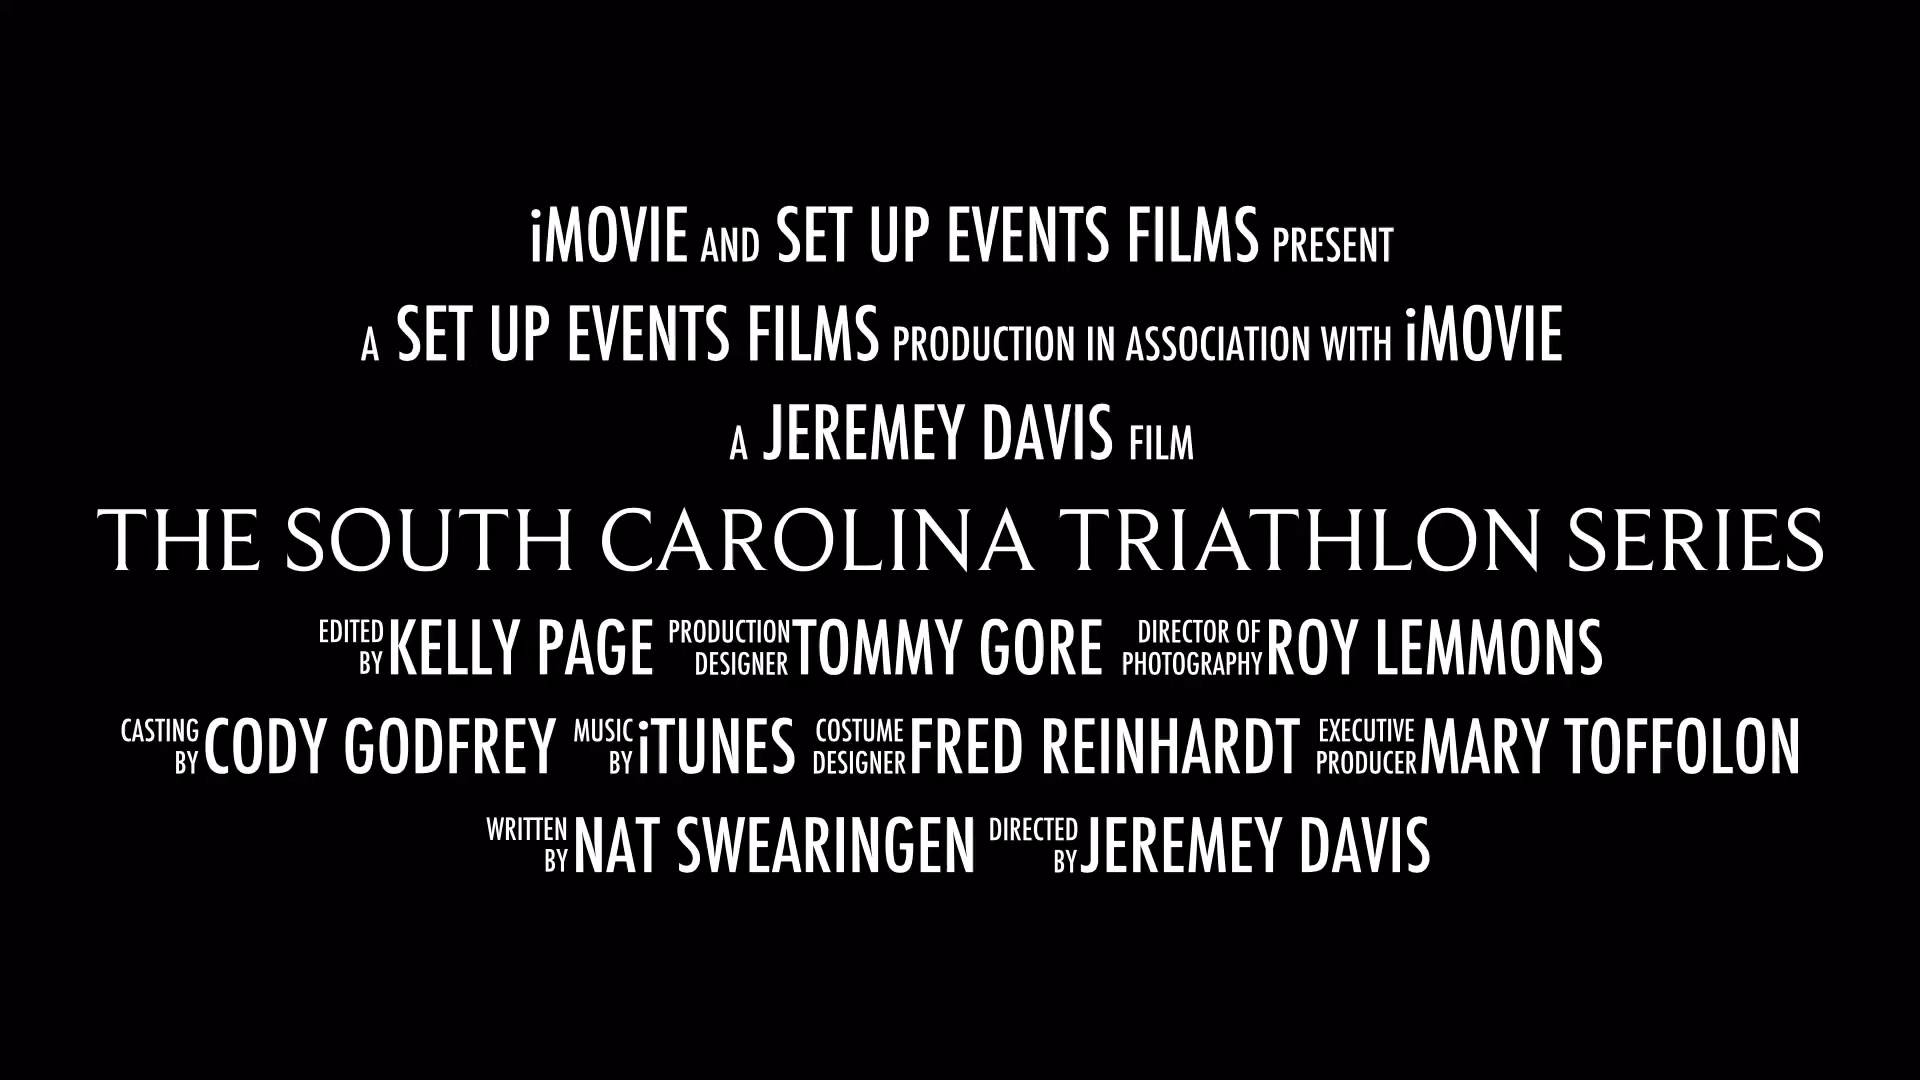 iMOVIE AND SET UP EVENTS FILMS PRESENT
A SET UP EVENTS FILMS PRODUCTION IN ASSOCIATION WITH iMOVIE
A JEREMEY DAVIS FILM
THE SOUTH CAROLINA TRIATHLON SERIES
EDITED BY KELLY PAGE PRODUCTION DESIGNER TOMMY GORE DIRECTOR OF PHOTOGRAPHY ROY LEMMONS
CASTING BY CODY GODFREY MUSIC BY iTUNES COSTUME DESIGNER FRED REINHARDT EXECUTIVE PRODUCER MARY TOFFOLON
WRITTEN BY NAT SWEARINGEN DIRECTED BY JEREMEY DAVIS